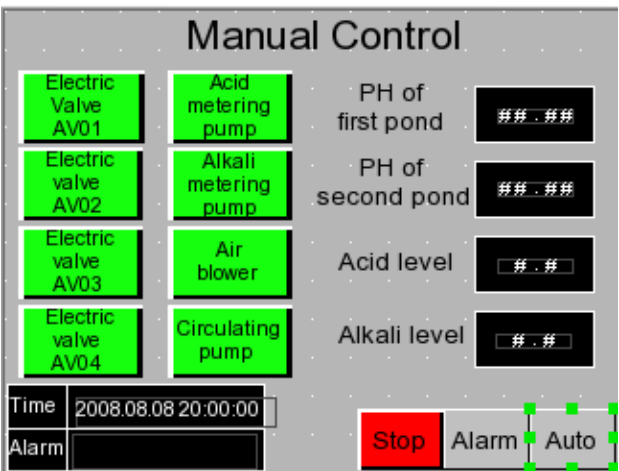 Manual Control
Electric
Valve
AV01
Acid
metering
pump
PH of
first pond
##.##
Electric
valve
AV02
Alkali
metering
pump
PH of
second pond
##.##
Electric
valve
AV03
Air
blower
Acid level
#.#
Electric
valve
AV04
Circulating
pump
Alkali level
#.#
Time
2008.08.08 20:00:00
Alarm
Stop
Alarm
Auto